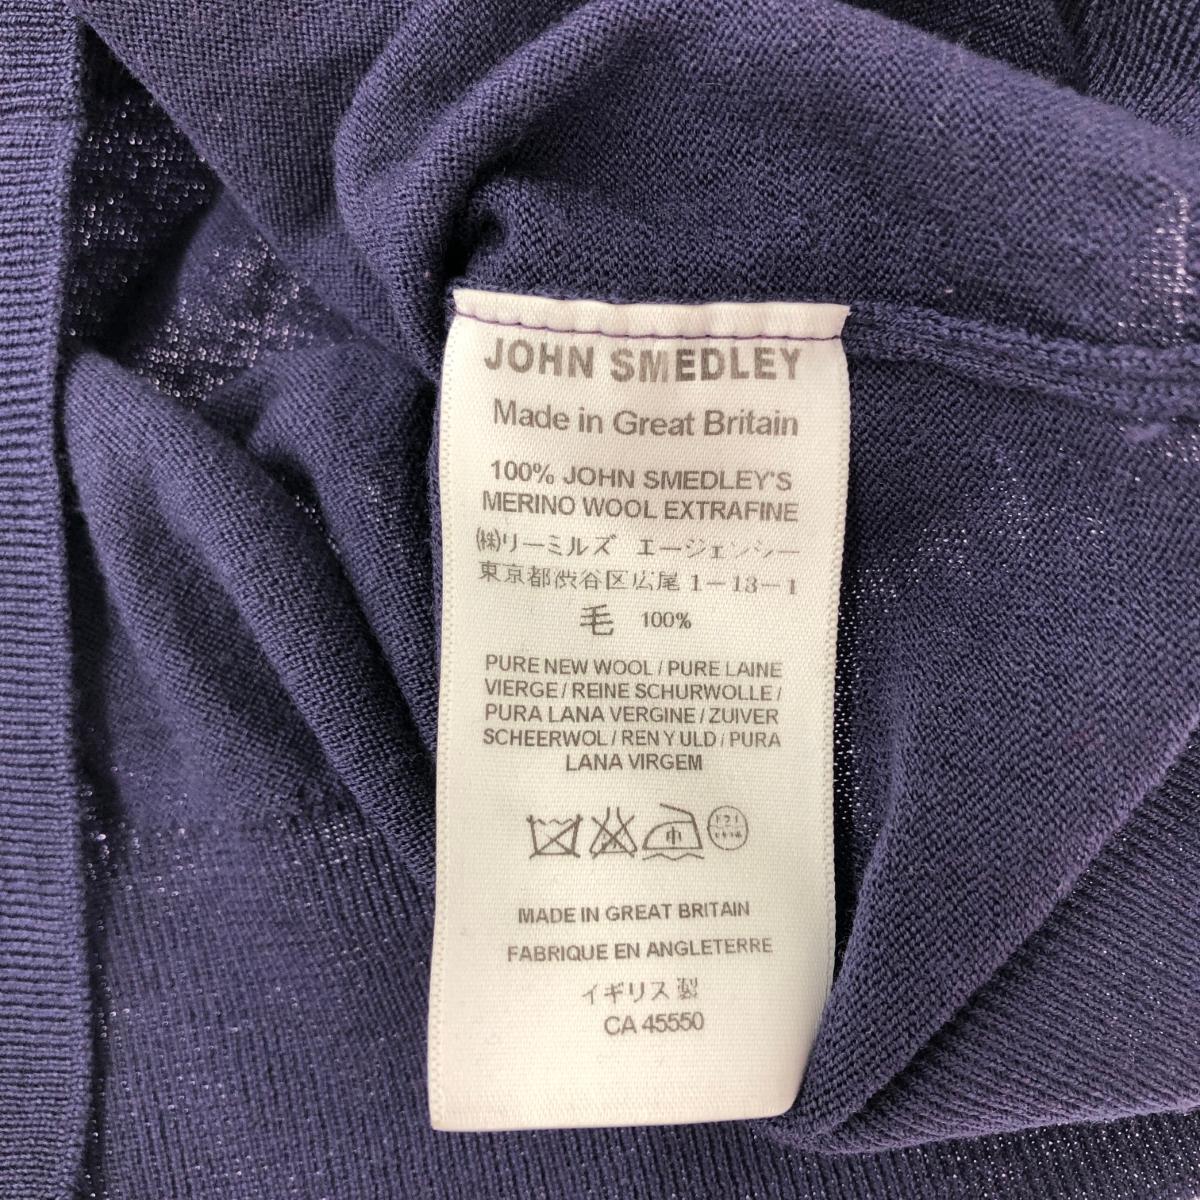 JOHN SMEDLEY
Made in Great Britain
100% JOHN SMEDLEY'S
MERINO WOOL EXTRAFINE
㈱リーミルズ エージェンシー
東京都渋谷区広尾1-13-1
毛 100%
PURE NEW WOOL / PURE LAINE
VIERGE / REINE SCHURWOLLE /
PURA LANA VERGINE / ZUIVER
SCHEERWOL / REN Y ULD / PURA
LANA VIRGEM
中
MADE IN GREAT BRITAIN
FABRIQUE EN ANGLETERRE
イギリス製
CA 45550